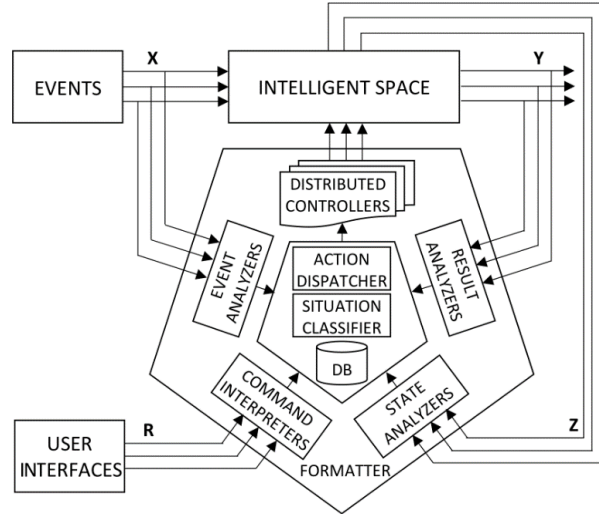 X
Y
EVENTS
INTELLIGENT SPACE
DISTRIBUTED
CONTROLLERS
EVENT
ANALYZERS
ACTION
DISPATCHER
SITUATION
CLASSIFIER
DB
RESULT
ANALYZERS
COMMAND
INTERPRETERS
STATE
ANALYZERS
R
Z
USER
INTERFACES
FORMATTER